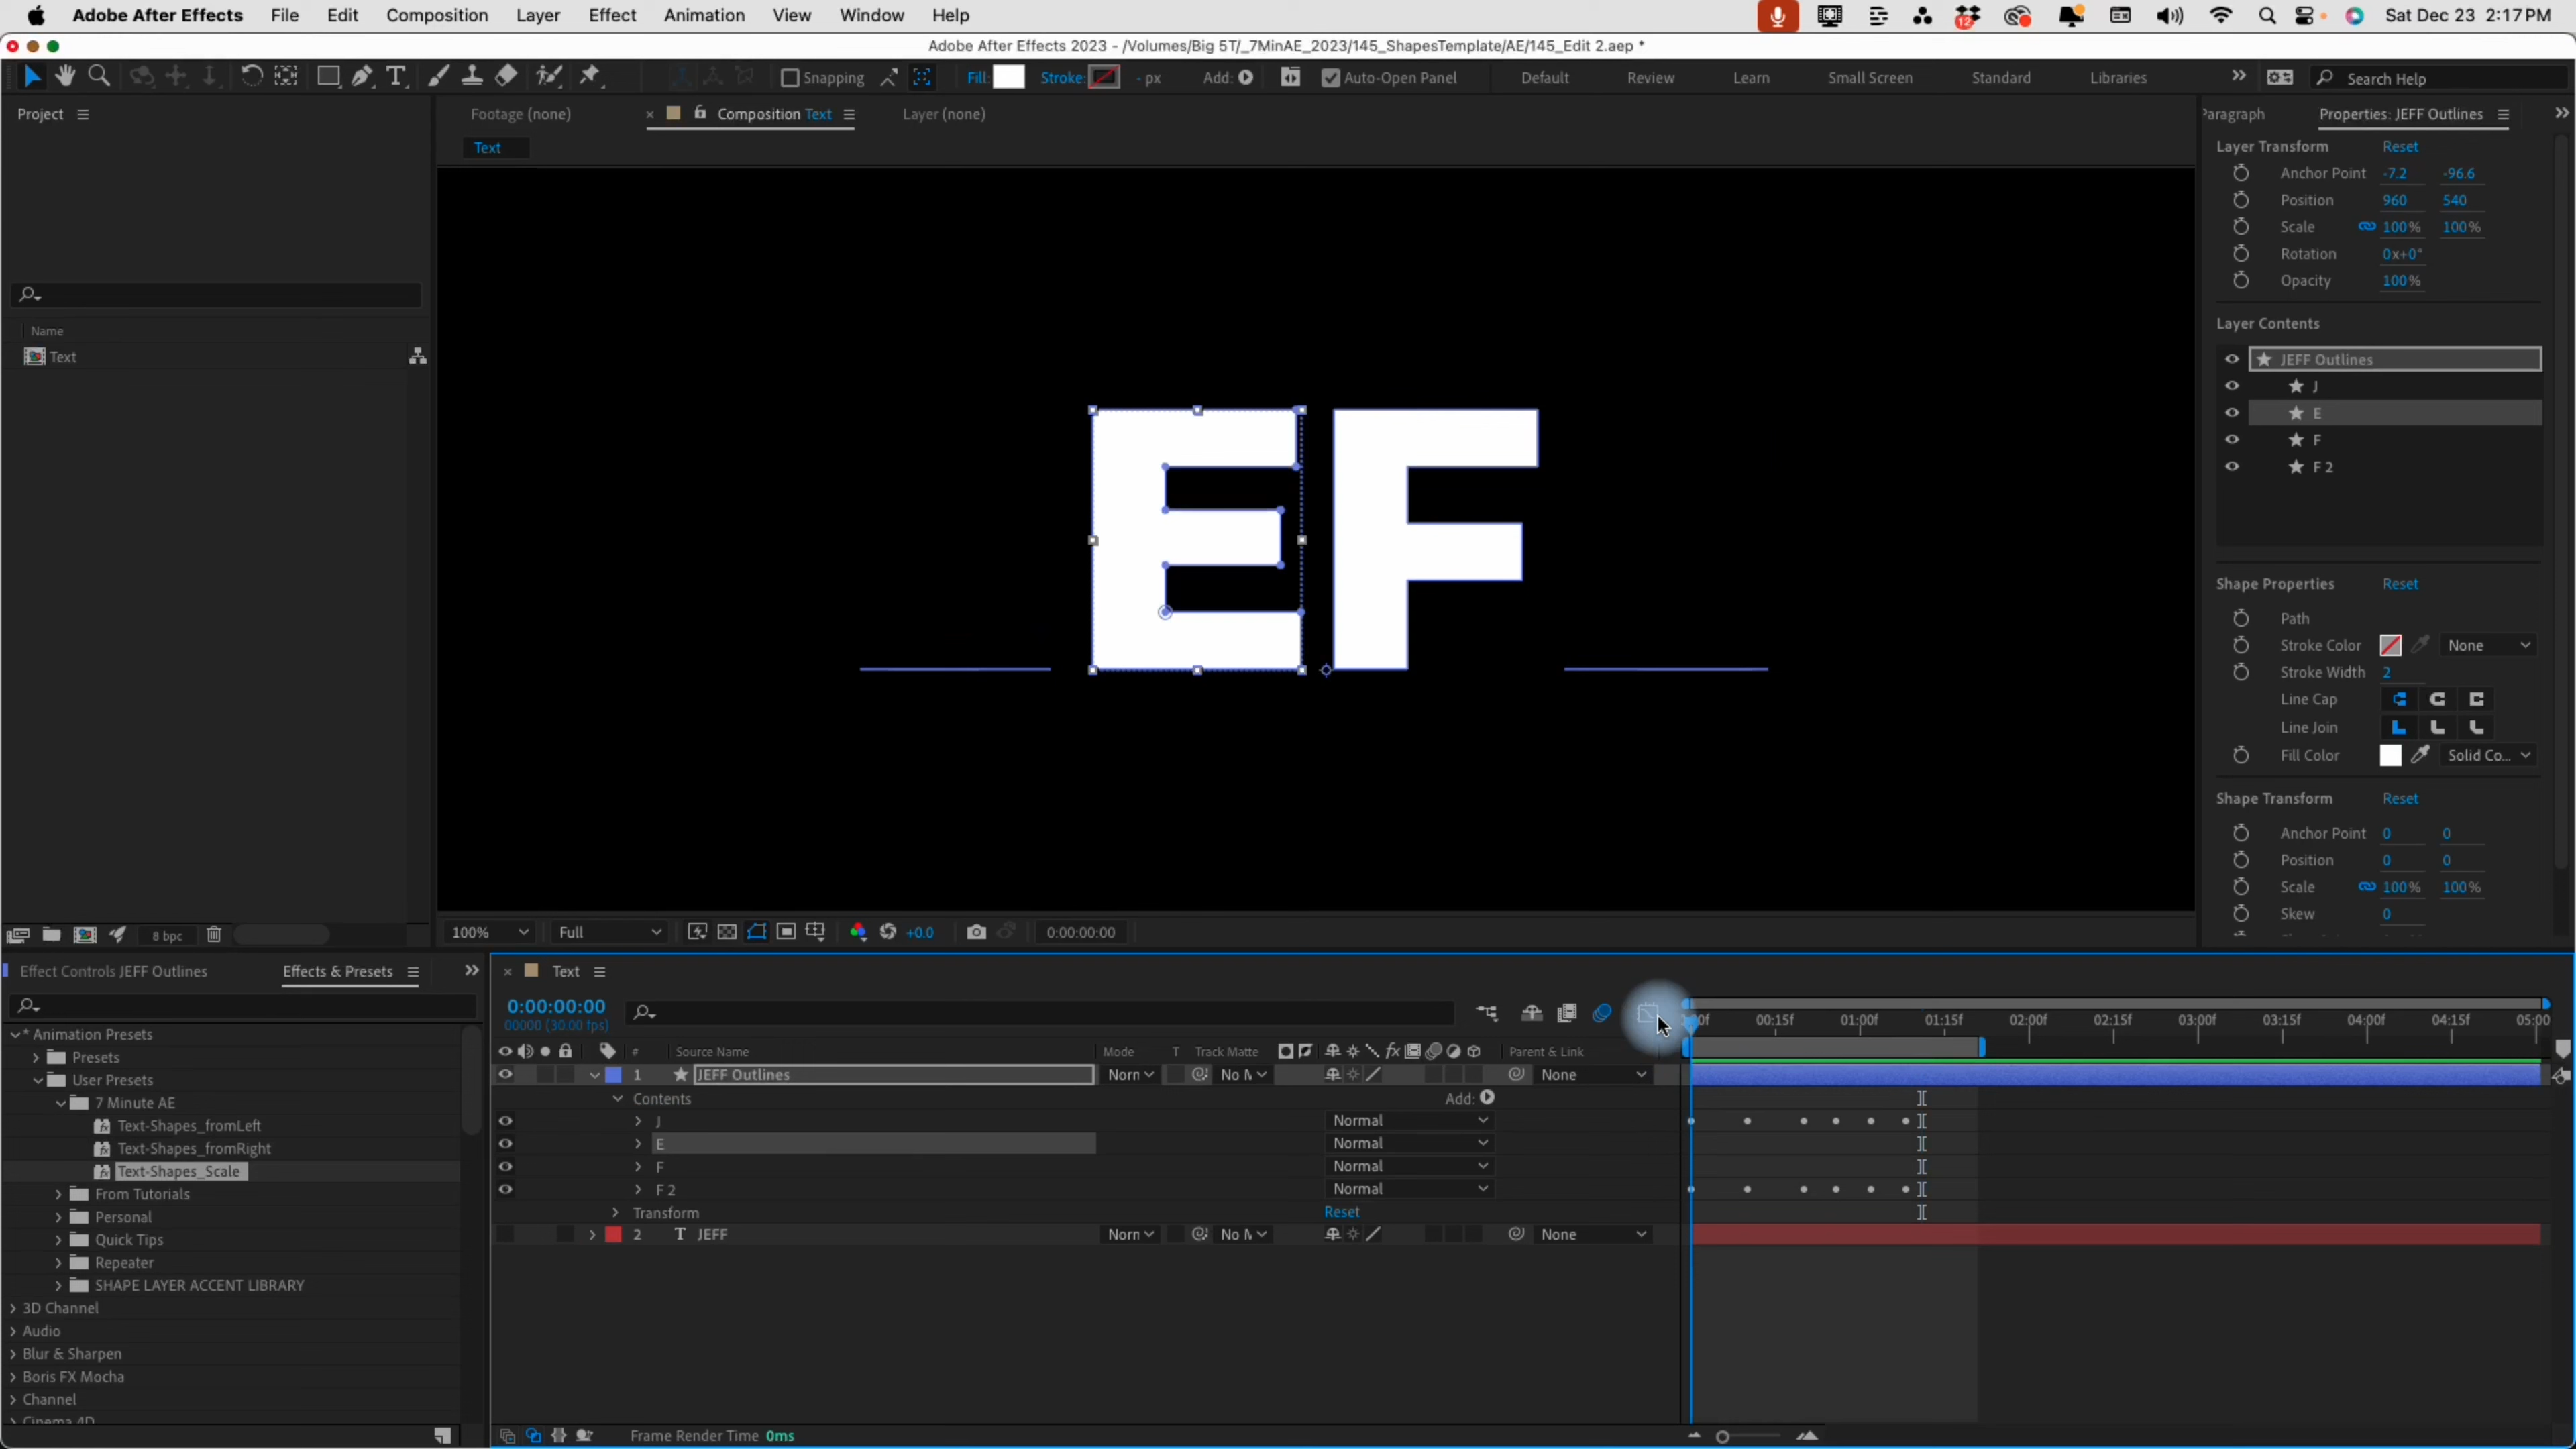 Adobe After Effects File Edit Composition Layer Effect Animation View Window Help 12 Sat Dec 23 2:17 PM
Adobe After Effects 2023 - /Volumes/Big 5T/_7MinAE_2023/145_ShapesTemplate/AE/145_Edit 2.aep *
Snapping Fill: Stroke: - px Add: Auto-Open Panel Default Review Learn Small Screen Standard Libraries Search Help
Project
Footage (none) Composition Text Layer (none)
Text
Name
Text
EF
100% Full +0.0 0:00:00:00
8 bpc
Paragraph Properties: JEFF Outlines
Layer Transform Reset
Anchor Point -7.2 -96.6
Position 960 540
Scale 100% 100%
Rotation 0x+0°
Opacity 100%
Layer Contents
JEFF Outlines
J
E
F
F 2
Shape Properties Reset
Path
Stroke Color None
Stroke Width 2
Line Cap
Line Join
Fill Color Solid Co...
Shape Transform Reset
Anchor Point 0 0
Position 0 0
Scale 100% 100%
Skew 0
Effect Controls JEFF Outlines Effects & Presets
* Animation Presets
Presets
User Presets
7 Minute AE
Text-Shapes_fromLeft
Text-Shapes_fromRight
Text-Shapes_Scale
From Tutorials
Personal
Quick Tips
Repeater
SHAPE LAYER ACCENT LIBRARY
3D Channel
Audio
Blur & Sharpen
Boris FX Mocha
Channel
Cinema 4D
Text
0:00:00:00
00000 (30.00 fps)
00:15f 01:00f 01:15f 02:00f 02:15f 03:00f 03:15f 04:00f 04:15f 05:00
# Source Name Mode T Track Matte Parent & Link
1 JEFF Outlines Norn No M None
Contents Add:
J Normal
E Normal
F Normal
F 2 Normal
Transform Reset
2 T JEFF Norn No M None
Frame Render Time 0ms